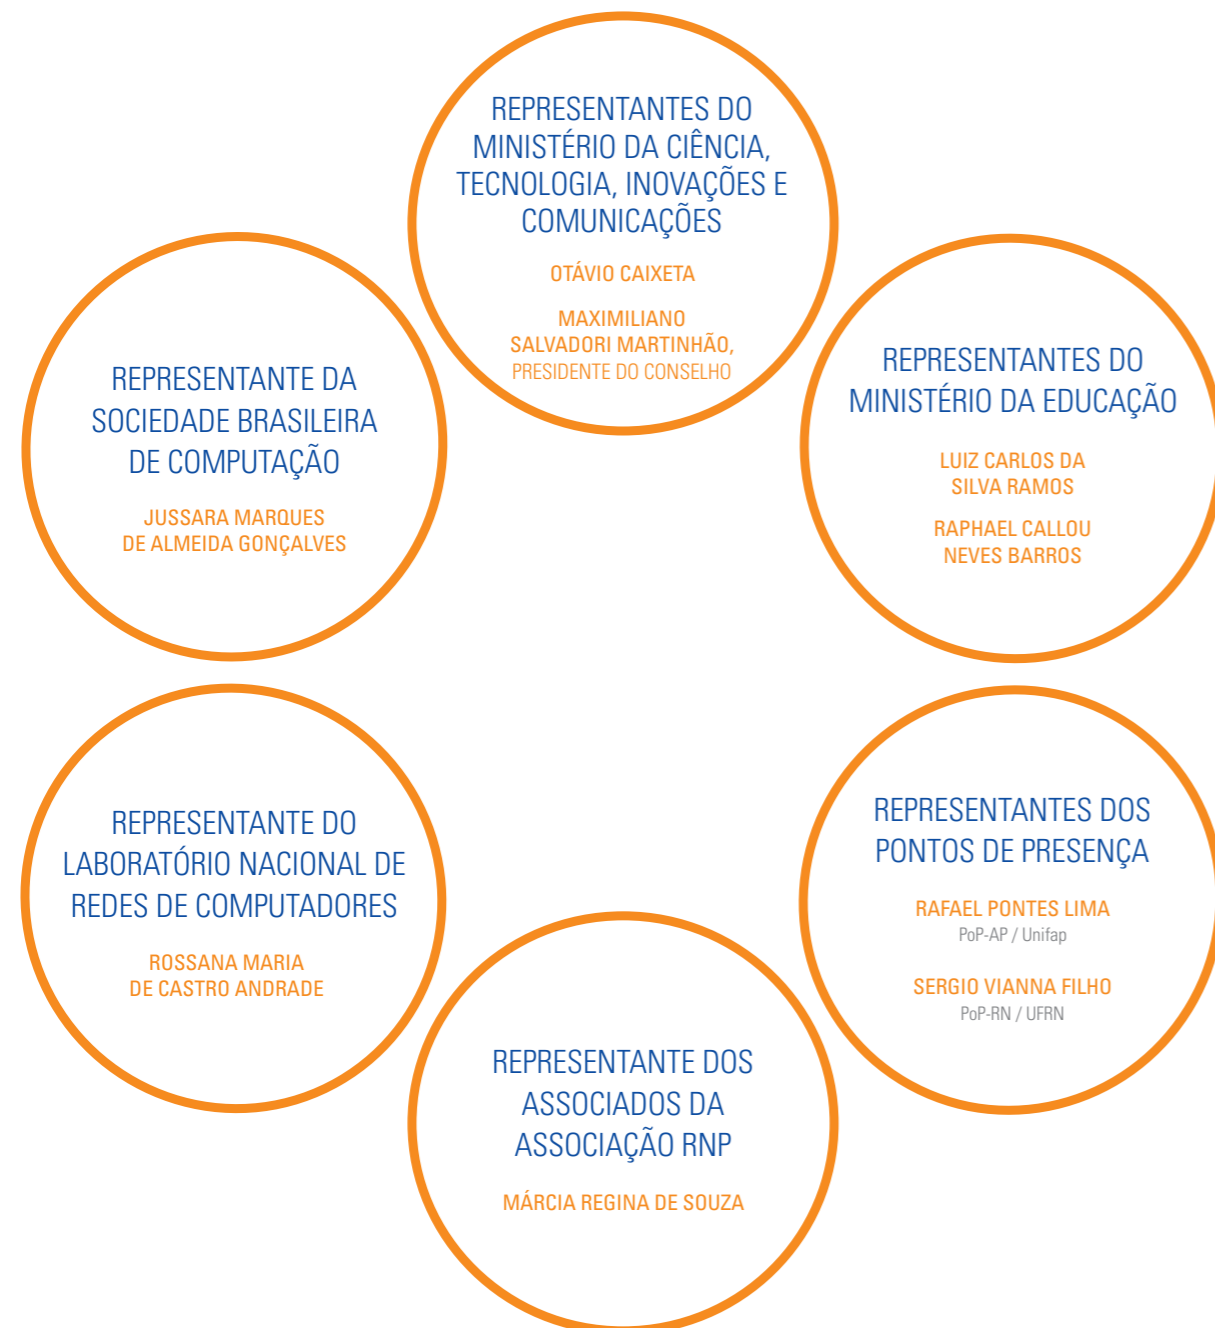 REPRESENTANTES DO
MINISTÉRIO DA CIÊNCIA,
TECNOLOGIA, INOVAÇÕES E
COMUNICAÇÕES
OTÁVIO CAIXETA
MAXIMILIANO
SALVADORI MARTINHÃO,
PRESIDENTE DO CONSELHO
REPRESENTANTE DA
SOCIEDADE BRASILEIRA
DE COMPUTAÇÃO
JUSSARA MARQUES
DE ALMEIDA GONÇALVES
REPRESENTANTES DO
MINISTÉRIO DA EDUCAÇÃO
LUIZ CARLOS DA
SILVA RAMOS
RAPHAEL CALLOU
NEVES BARROS
REPRESENTANTE DO
LABORATÓRIO NACIONAL DE
REDES DE COMPUTADORES
ROSSANA MARIA
DE CASTRO ANDRADE
REPRESENTANTES DOS
PONTOS DE PRESENÇA
RAFAEL PONTES LIMA
PoP-AP / Unifap
SERGIO VIANNA FILHO
PoP-RN / UFRN
REPRESENTANTE DOS
ASSOCIADOS DA
ASSOCIAÇÃO RNP
MÁRCIA REGINA DE SOUZA